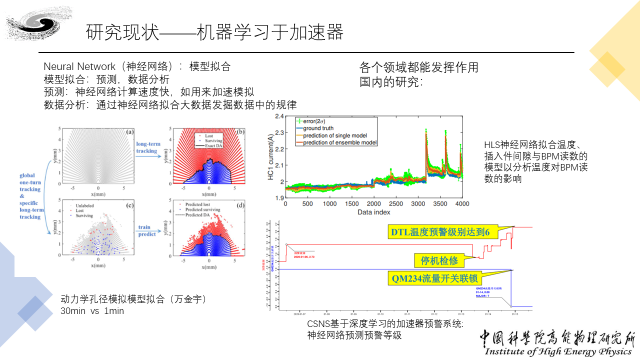 研究现状——机器学习于加速器
Neural Network（神经网络）：模型拟合
模型拟合：预测，数据分析
预测：神经网络计算速度快，如用来加速模拟
数据分析：通过神经网络拟合大数据发掘数据中的规律
各个领域都能发挥作用
国内的研究：
(a)
long-term
tracking
(b)
Lost
Surviving
Exact DA
x(mm)
y(mm)
global
one-turn
tracking
&
specific
long-term
tracking
(c)
Untracked
Lost
Surviving
train
predict
(d)
Predicted lost
Predicted surviving
Predicted DA
x(mm)
y(mm)
动力学孔径模拟模型拟合（万金宇）
30min vs 1min
HC1 current(A)
2.4
2.3
2.2
2.1
2
1.9
error(2σ)
ground truth
prediction of single model
prediction of ensemble model
0 500 1000 1500 2000 2500 3000 3500 4000
Data index
HLS神经网络拟合温度、
插入件间隙与BPM读数的
模型以分析温度对BPM读
数的影响
DTL温度预警级别达到6
停机检修
QM234流量开关联锁
CSNS基于深度学习的加速器预警系统:
神经网络预测预警等级
中国科学院高能物理研究所
Institute of High Energy Physics